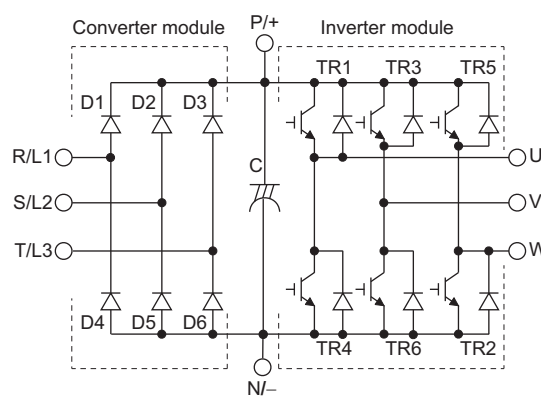 Converter module
P/+
Inverter module
D1
D2
D3
TR1
TR3
TR5
R/L1
C
U
S/L2
V
T/L3
W
D4
D5
D6
TR4
TR6
TR2
N/−